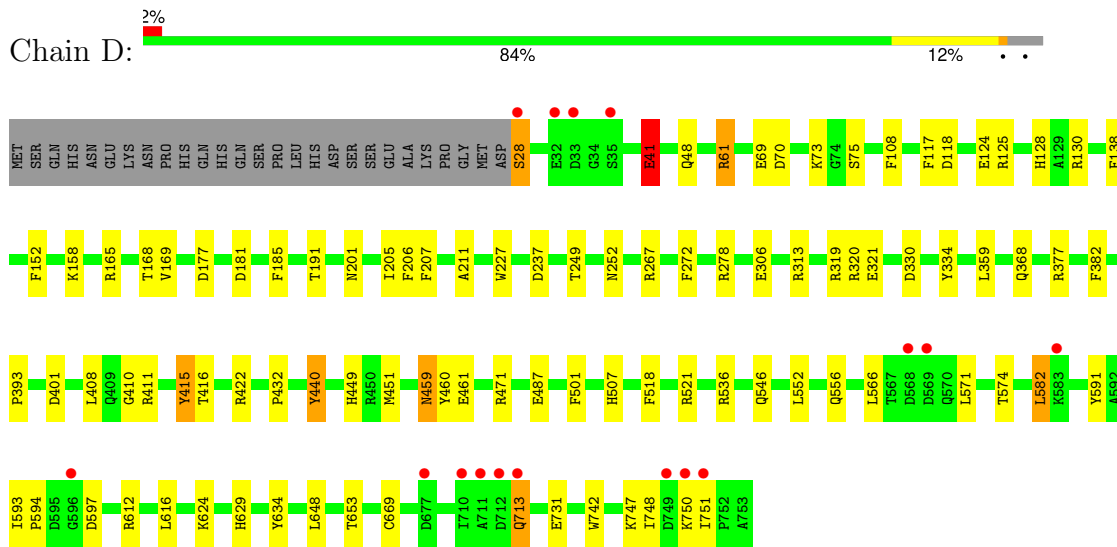 2%
Chain D:
84% 12% • •
MET SER GLN HIS ASN GLU LYS ASN PRO HIS GLN HIS GLN SER PRO LEU HIS ASP SER SER GLU ALA LYS PRO GLY MET ASP S28 E32 D33 G34 S35 E41 Q48 R61 E69 D70 K73 G74 S75 F108 F117 D118 E124 R125 H128 A129 R130 F138
F152 K158 R165 T168 V169 D177 D181 F185 T191 N201 I205 F206 F207 A211 W227 D237 T249 N252 R267 F272 R278 E306 R313 R319 R320 E321 D330 Y334 L359 Q368 R377 F382
P393 D401 L408 Q409 G410 R411 Y415 T416 R422 P432 Y440 H449 R450 M451 N459 Y460 E461 R471 E487 F501 H507 F518 R521 R536 Q546 L552 Q556 L566 T567 D568 D569 Q570 L571 T574 L582 K583 Y591 A592
I593 P594 D595 G596 D597 R612 L616 K624 H629 Y634 L648 T653 C669 D677 I710 A711 D712 Q713 E731 W742 K747 I748 D749 K750 I751 P752 A753